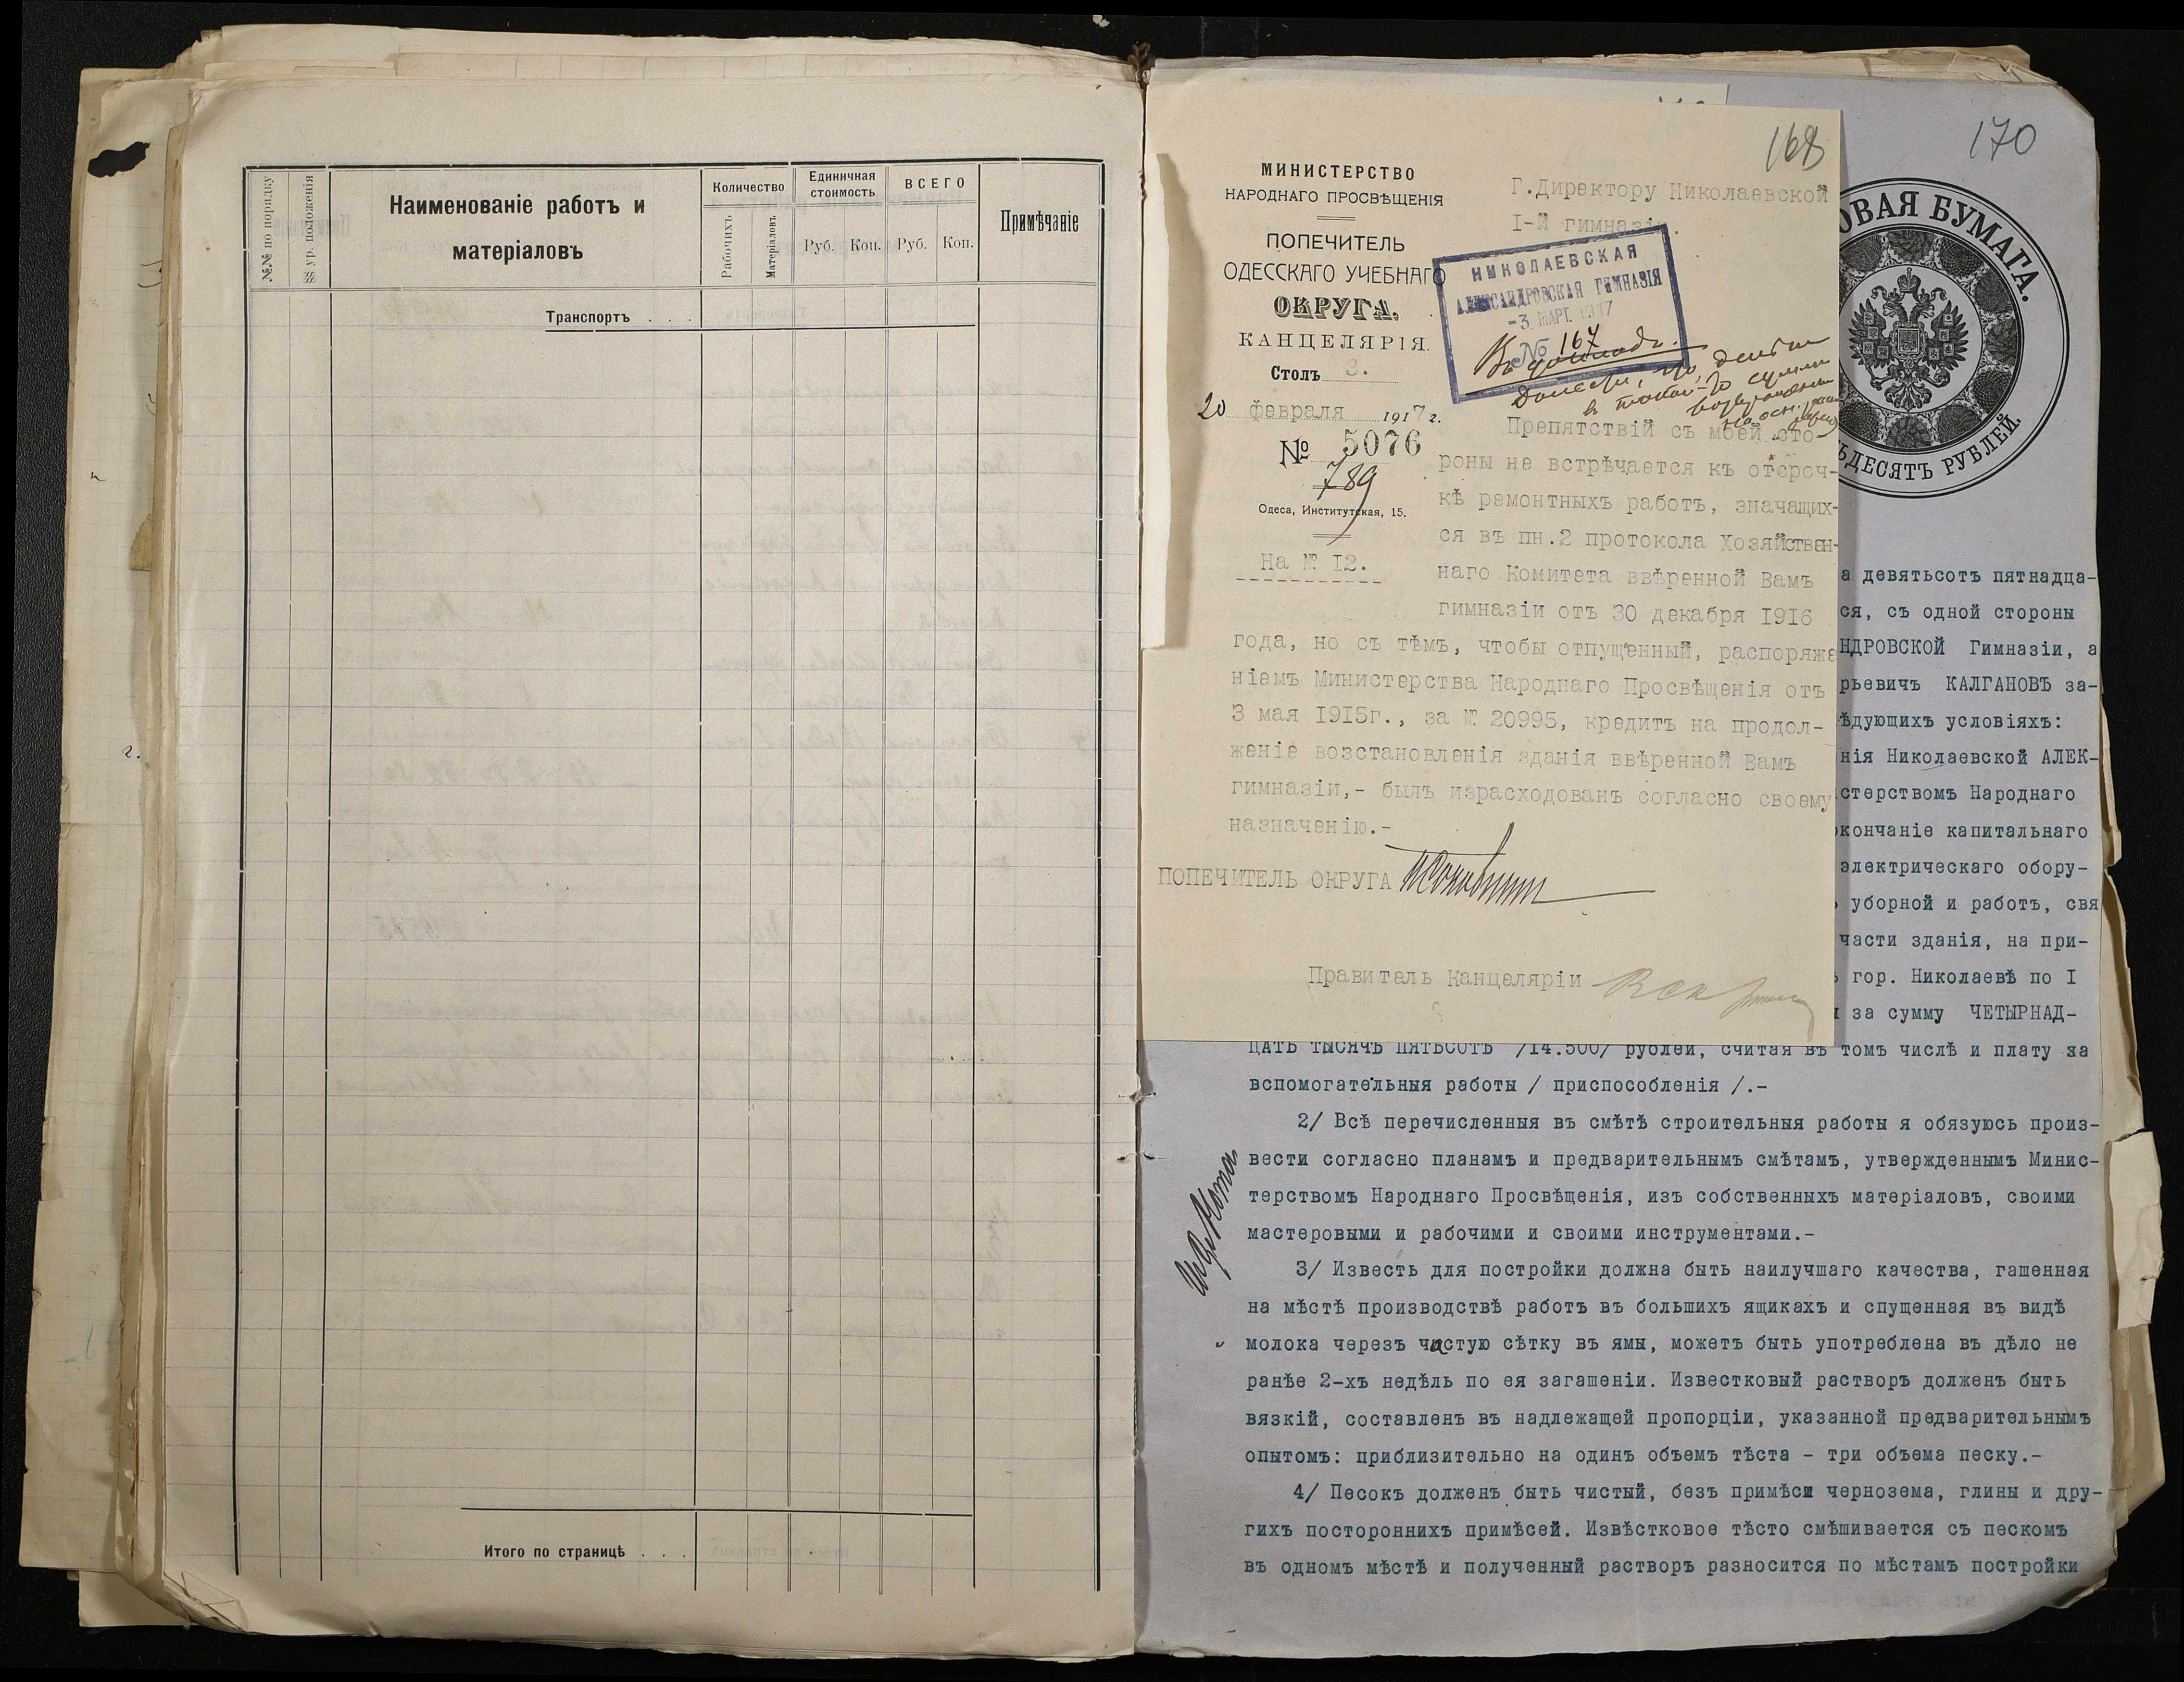 №№ по порядку
§§ ур. положенія
Наименованіе работъ и
матеріаловъ
Количество
Рабочихъ
Матеріаловъ
Единичная
стоимость
Руб. Коп.
ВСЕГО
Руб. Коп.
Примѣчаніе
Транспортъ . . .
Итого по страницѣ . . .
г.
168
МИНИСТЕРСТВО
НАРОДНАГО ПРОСВѢЩЕНІЯ
ПОПЕЧИТЕЛЬ
ОДЕССКАГО УЧЕБНАГО
ОКРУГА.
КАНЦЕЛЯРІЯ.
Столъ 3.
20 февраля 1917 г.
№ 5076
789
Одеса, Институтская, 15.
На № I2.
Г.Директору Николаевской
I-й гимназіи.
НИКОЛАЕВСКАЯ
АЛЕКСАНДРОВСКАЯ ГИМНАЗІЯ
-3 МАРТ. 1917
№ 167
Препятствій съ моей сто-
роны не встрѣчается къ отсроч-
кѣ ремонтныхъ работъ, значащих-
ся въ пн.2 протокола Хозяйствен-
наго Комитета ввѣренной Вамъ
гимназіи отъ 30 декабря I9I6
года, но съ тѣмъ, чтобы отпущенный, распоряже
ніемъ Министерства Народнаго Просвѣщенія отъ
3 мая I9I5г., за № 20995, кредитъ на продол-
женіе возстановленія зданія ввѣренной Вамъ
гимназіи,- былъ израсходованъ согласно своему
назначенію.-
ПОПЕЧИТЕЛЬ ОКРУГА
Правитель Канцеляріи
170
ОВАЯ БУМАГА.
ЬДЕСЯТЪ РУБЛЕЙ.
а девятьсотъ пятнадца-
ся, съ одной стороны
НДРОВСКОЙ Гимназіи, а
рьевичъ КАЛГАНОВЪ за-
ѣдующихъ условіяхъ:
нія Николаевской АЛЕК-
стерствомъ Народнаго
окончаніе капитальнаго
электрическаго обору-
уборной и работъ, свя
части зданія, на при-
гор. Николаевѣ по I
за сумму ЧЕТЫРНАД-
ЦАТЬ ТЫСЯЧЪ ПЯТЬСОТЪ /I4.500/ рублей, считая въ томъ числѣ и плату за
вспомогательныя работы / приспособленія /.-
2/ Всѣ перечисленныя въ смѣтѣ строительныя работы я обязуюсь произ-
вести согласно планамъ и предварительнымъ смѣтамъ, утвержденнымъ Минис-
терствомъ Народнаго Просвѣщенія, изъ собственныхъ матеріаловъ, своими
мастеровыми и рабочими и своими инструментами.-
3/ Известь для постройки должна быть наилучшаго качества, гашенная
на мѣстѣ производствѣ работъ въ большихъ ящикахъ и спущенная въ видѣ
молока черезъ частую сѣтку въ ямы, можетъ быть употреблена въ дѣло не
ранѣе 2-хъ недѣль по ея загашеніи. Известковый растворъ долженъ быть
вязкій, составленъ въ надлежащей пропорціи, указанной предварительнымъ
опытомъ: приблизительно на одинъ объемъ тѣста - три объема песку.-
4/ Песокъ долженъ быть чистый, безъ примѣси чернозема, глины и дру-
гихъ постороннихъ примѣсей. Извѣстковое тѣсто смѣшивается съ пескомъ
въ одномъ мѣстѣ и полученный растворъ разносится по мѣстамъ постройки